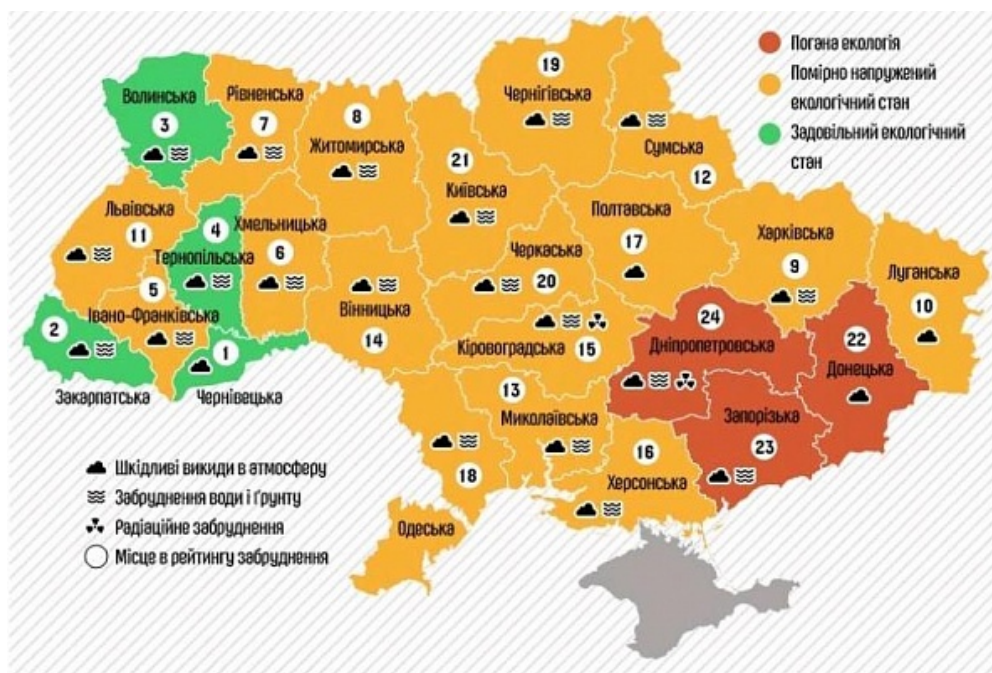 Погана екологія
Помірно напружений
екологічний стан
Задовільний екологічний
стан
19
Чернігівська
Волинська
3
Рівненська
7
8
Житомирська
Сумська
12
21
Київська
Львівська
11
4
Тернопільська
Хмельницька
6
Полтавська
17
Харківська
9
Луганська
10
Черкаська
20
5
Івано-Франківська
Вінницька
14
Кіровоградська
15
24
Дніпропетровська
22
Донецька
2
Закарпатська
1
Чернівецька
13
Миколаївська
Запорізька
23
16
Херсонська
18
Одеська
Шкідливі викиди в атмосферу
Забруднення води і ґрунту
Радіаційне забруднення
Місце в рейтингу забруднення